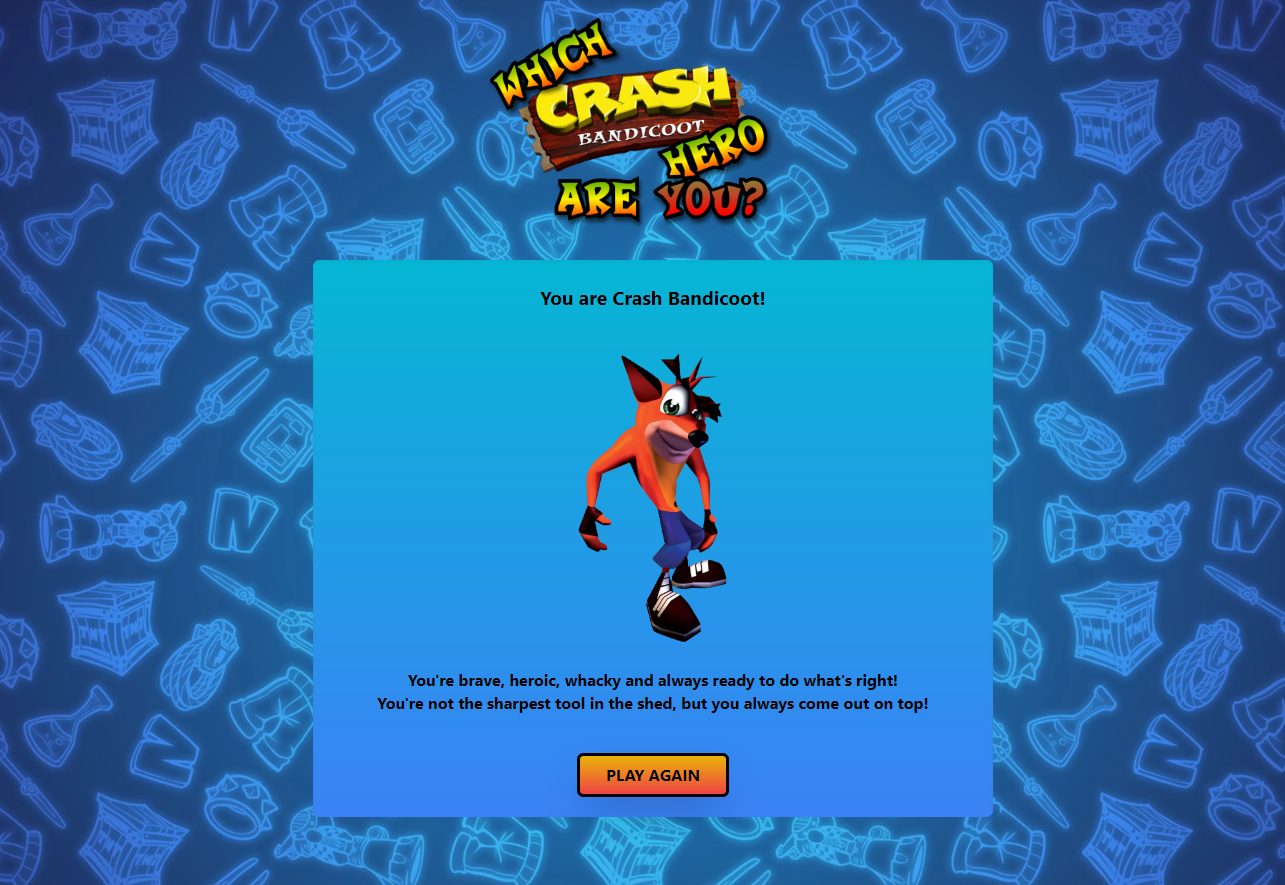 WHICH
CRASH
BANDICOOT
HERO
ARE YOU?
You are Crash Bandicoot!
You're brave, heroic, whacky and always ready to do what's right!
You're not the sharpest tool in the shed, but you always come out on top!
PLAY AGAIN